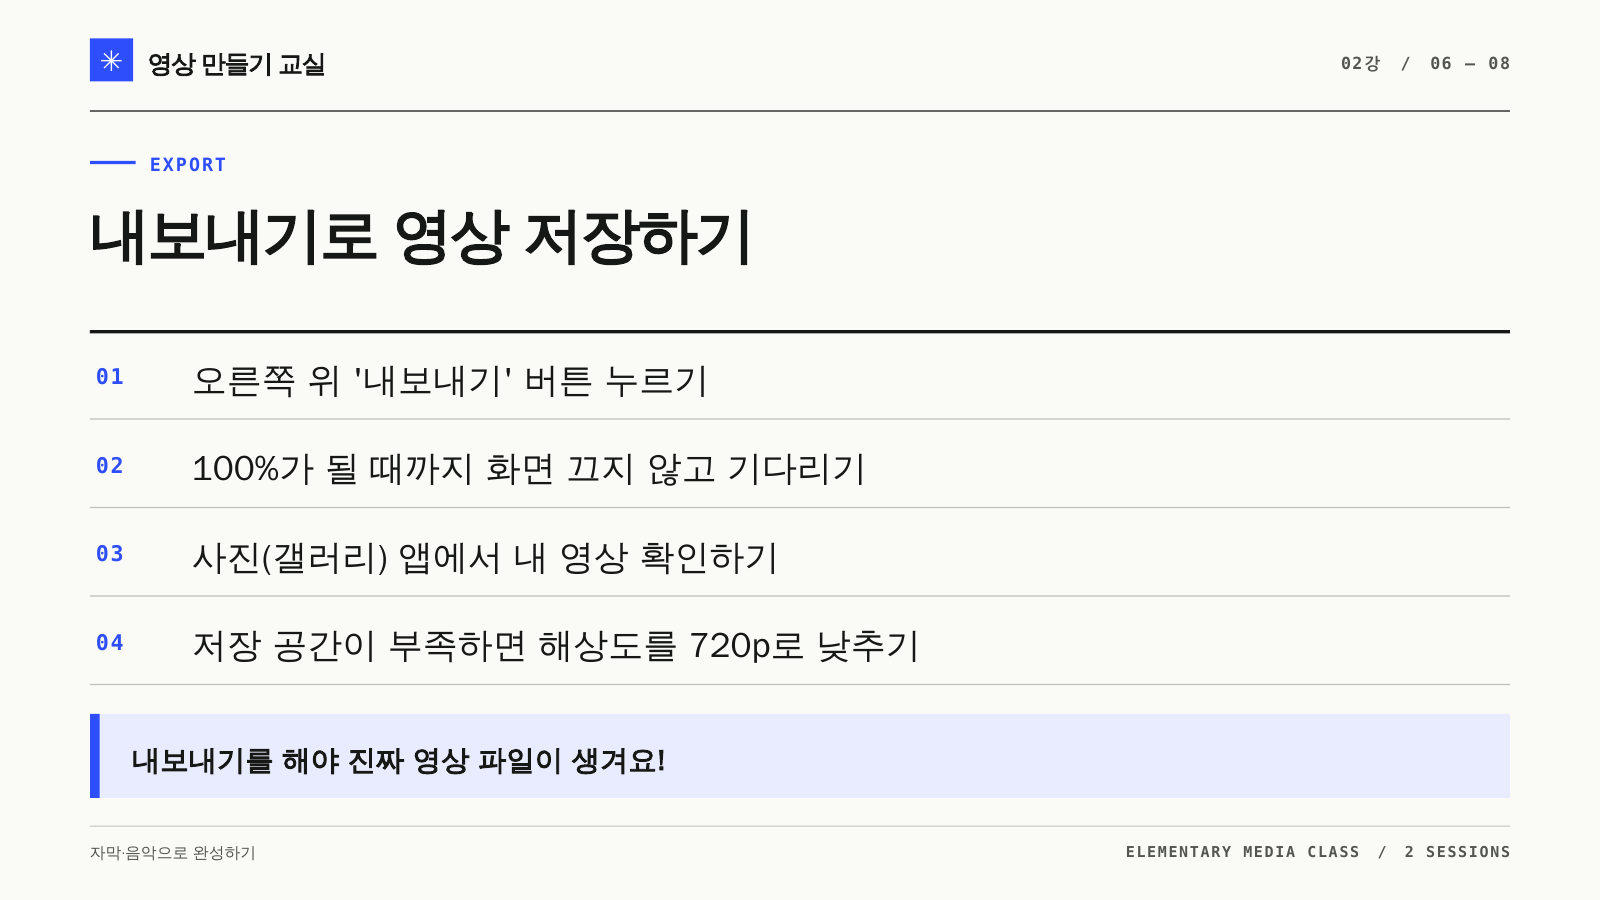 영상 만들기 교실
02강 / 06 — 08
EXPORT
내보내기로 영상 저장하기
01 오른쪽 위 '내보내기' 버튼 누르기
02 100%가 될 때까지 화면 끄지 않고 기다리기
03 사진(갤러리) 앱에서 내 영상 확인하기
04 저장 공간이 부족하면 해상도를 720p로 낮추기
내보내기를 해야 진짜 영상 파일이 생겨요!
자막·음악으로 완성하기
ELEMENTARY MEDIA CLASS / 2 SESSIONS